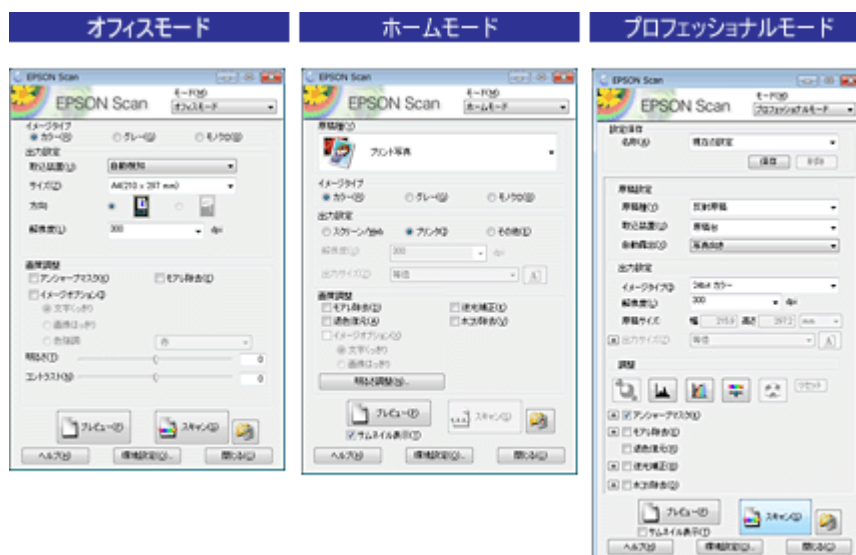 オフィスモード
ホームモード
プロフェッショナルモード
EPSON Scan
EPSON Scan
モード(M)
オフィスモード
イメージタイプ
カラー(B)
グレー(G)
モノクロ(I)
出力設定
取込装置(U)
自動検知
サイズ(Z)
A4(210 x 297 mm)
方向
解像度(L)
300
dpi
画質調整
アンシャープマスク(K)
モアレ除去(E)
イメージオプション(J)
文字くっきり
画像はっきり
色強調
赤
明るさ(T)
0
コントラスト(N)
0
プレビュー(P)
スキャン(S)
ヘルプ(H)
環境設定(O)...
閉じる(C)
EPSON Scan
EPSON Scan
モード(M)
ホームモード
原稿種(Y)
プリント写真
イメージタイプ
カラー(B)
グレー(G)
モノクロ(I)
出力設定
スクリーン/Web
プリンタ(I)
その他(E)
解像度(L)
300
dpi
出力サイズ(Z)
等倍
画質調整
モアレ除去(D)
逆光補正(K)
退色復元(R)
ホコリ除去(V)
イメージオプション(X)
文字くっきり
画像はっきり
明るさ調整(N)...
プレビュー(P)
スキャン(S)
サムネイル表示(T)
ヘルプ(H)
環境設定(O)...
閉じる(C)
EPSON Scan
EPSON Scan
モード(M)
プロフェッショナルモード
設定保存
名称(A)
現在の設定
保存
削除
原稿設定
原稿種(Y)
反射原稿
取込装置(U)
原稿台
自動露出(X)
写真向き
出力設定
イメージタイプ(I)
24bit カラー
解像度(L)
300
dpi
原稿サイズ
幅
215.9
高さ
297.2
mm
出力サイズ(Z)
等倍
調整
リセット
アンシャープマスク(K)
モアレ除去(E)
退色復元(R)
逆光補正(B)
ホコリ除去(D)
プレビュー(P)
スキャン(S)
サムネイル表示(T)
ヘルプ(H)
環境設定(O)...
閉じる(C)